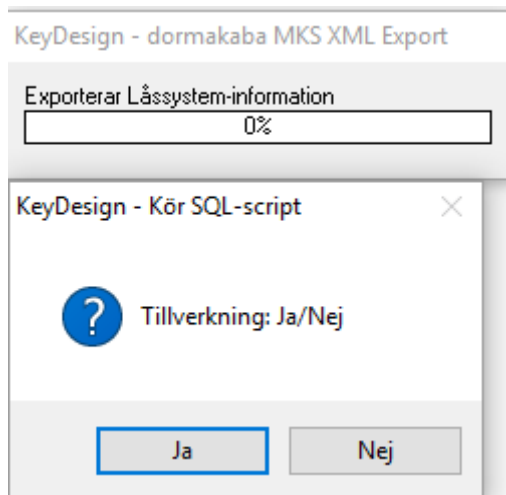 KeyDesign - dormakaba MKS XML Export
Exporterar Låssystem-information
0%
KeyDesign - Kör SQL-script
Tillverkning: Ja/Nej
Ja
Nej